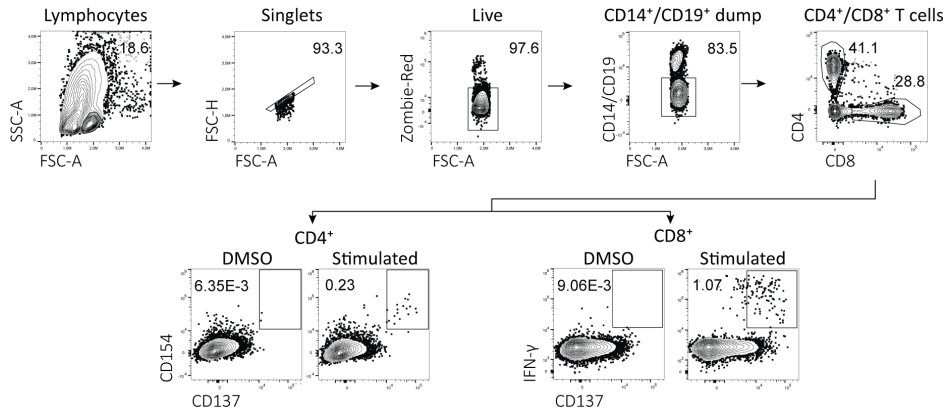 Lymphocytes
Singlets
Live
CD14⁺/CD19⁺ dump
CD4⁺/CD8⁺ T cells
18.6
93.3
97.6
83.5
41.1
28.8
SSC-A
FSC-A
FSC-H
FSC-A
Zombie-Red
FSC-A
CD14/CD19
FSC-A
CD4
CD8
CD4⁺
CD8⁺
DMSO
Stimulated
DMSO
Stimulated
6.35E-3
0.23
9.06E-3
1.07
CD154
CD137
IFN-γ
CD137